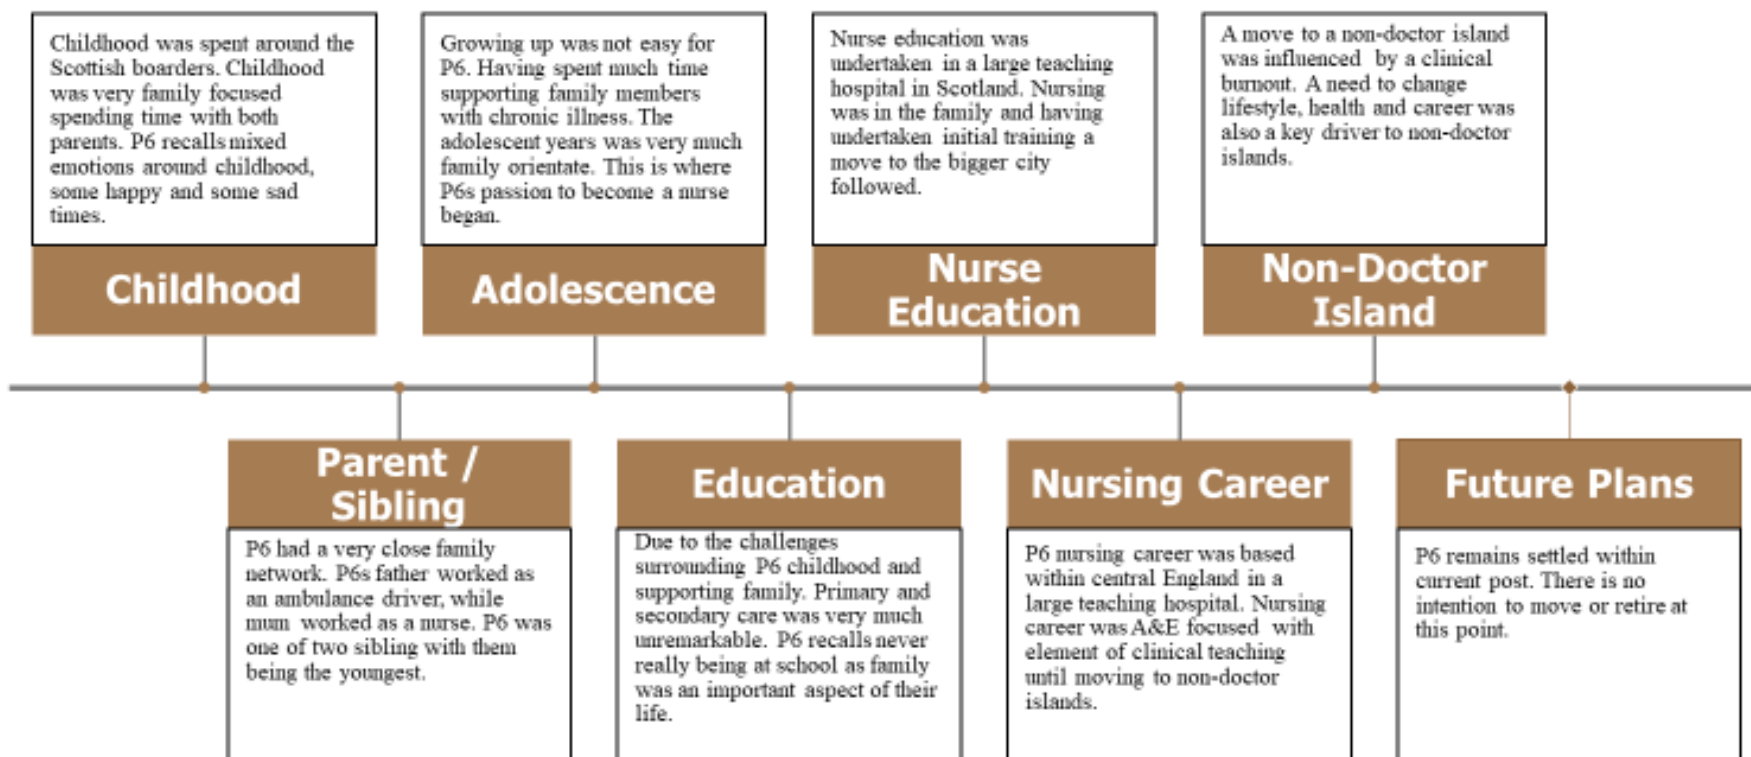 Childhood was spent around the
Scottish boarders. Childhood
was very family focused
spending time with both
parents. P6 recalls mixed
emotions around childhood,
some happy and some sad
times.
Childhood
Growing up was not easy for
P6. Having spent much time
supporting family members
with chronic illness. The
adolescent years was very much
family orientate. This is where
P6s passion to become a nurse
began.
Adolescence
Nurse education was
undertaken in a large teaching
hospital in Scotland. Nursing
was in the family and having
undertaken initial training a
move to the bigger city
followed.
Nurse
Education
A move to a non-doctor island
was influenced by a clinical
burnout. A need to change
lifestyle, health and career was
also a key driver to non-doctor
islands.
Non-Doctor
Island
Parent /
Sibling
P6 had a very close family
network. P6s father worked as
an ambulance driver, while
mum worked as a nurse. P6 was
one of two sibling with them
being the youngest.
Education
Due to the challenges
surrounding P6 childhood and
supporting family. Primary and
secondary care was very much
unremarkable. P6 recalls never
really being at school as family
was an important aspect of their
life.
Nursing Career
P6 nursing career was based
within central England in a
large teaching hospital. Nursing
career was A&E focused with
element of clinical teaching
until moving to non-doctor
islands.
Future Plans
P6 remains settled within
current post. There is no
intention to move or retire at
this point.